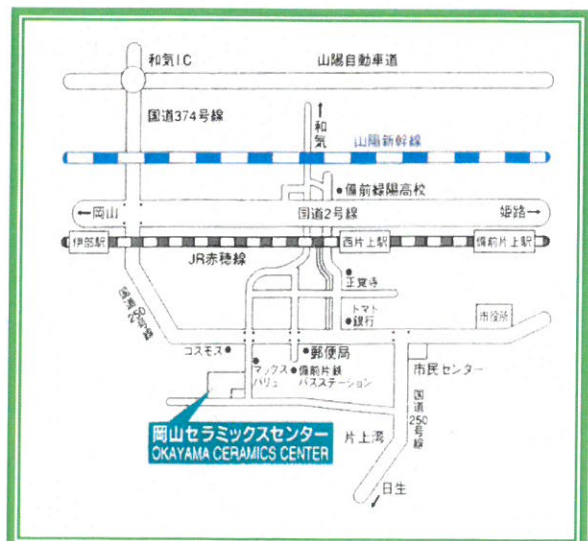 和気IC
山陽自動車道
国道374号線
和気
山陽新幹線
備前緑陽高校
←岡山
国道2号線
姫路→
伊部駅
西片上駅
備前片上駅
JR赤穂線
正覚寺
国道250号線
トマト
銀行
市役所
コスモス
郵便局
マックス
バリュ
備前片鉄
バスステーション
市民センター
国道250号線
岡山セラミックスセンター
OKAYAMA CERAMICS CENTER
片上湾
日生